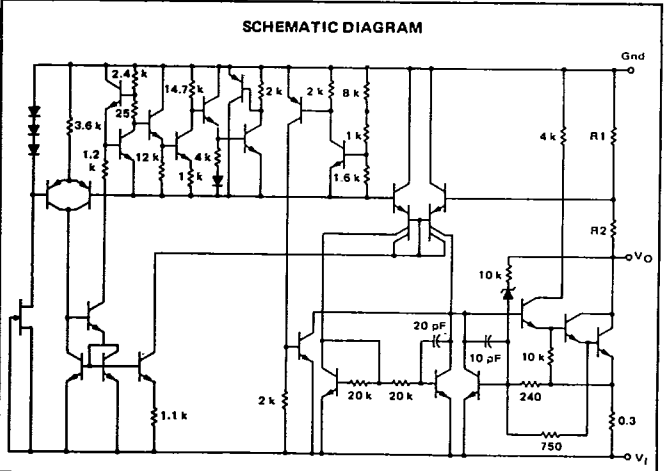 SCHEMATIC DIAGRAM
Gnd
2.4 k
25
14.7 k
2 k
2 k
8k
3.6 k
1 k
4 k
R1
1.2 k
12 k
4 k
1 k
1.6 k
R2
VO
10 k
20 pF
10 pF
10 k
20 k
20 k
240
2 k
1.1 k
0.3
750
VI